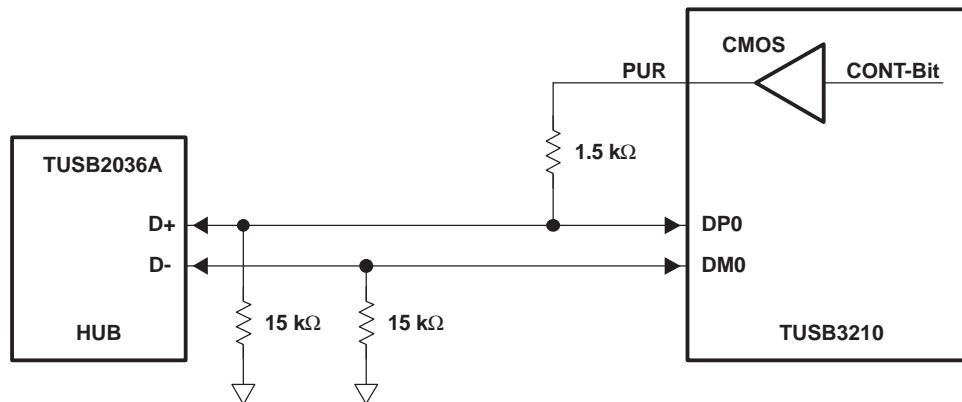 CMOS
PUR
CONT-Bit
TUSB2036A
1.5 kΩ
D+
DP0
D-
DM0
HUB
15 kΩ
15 kΩ
TUSB3210